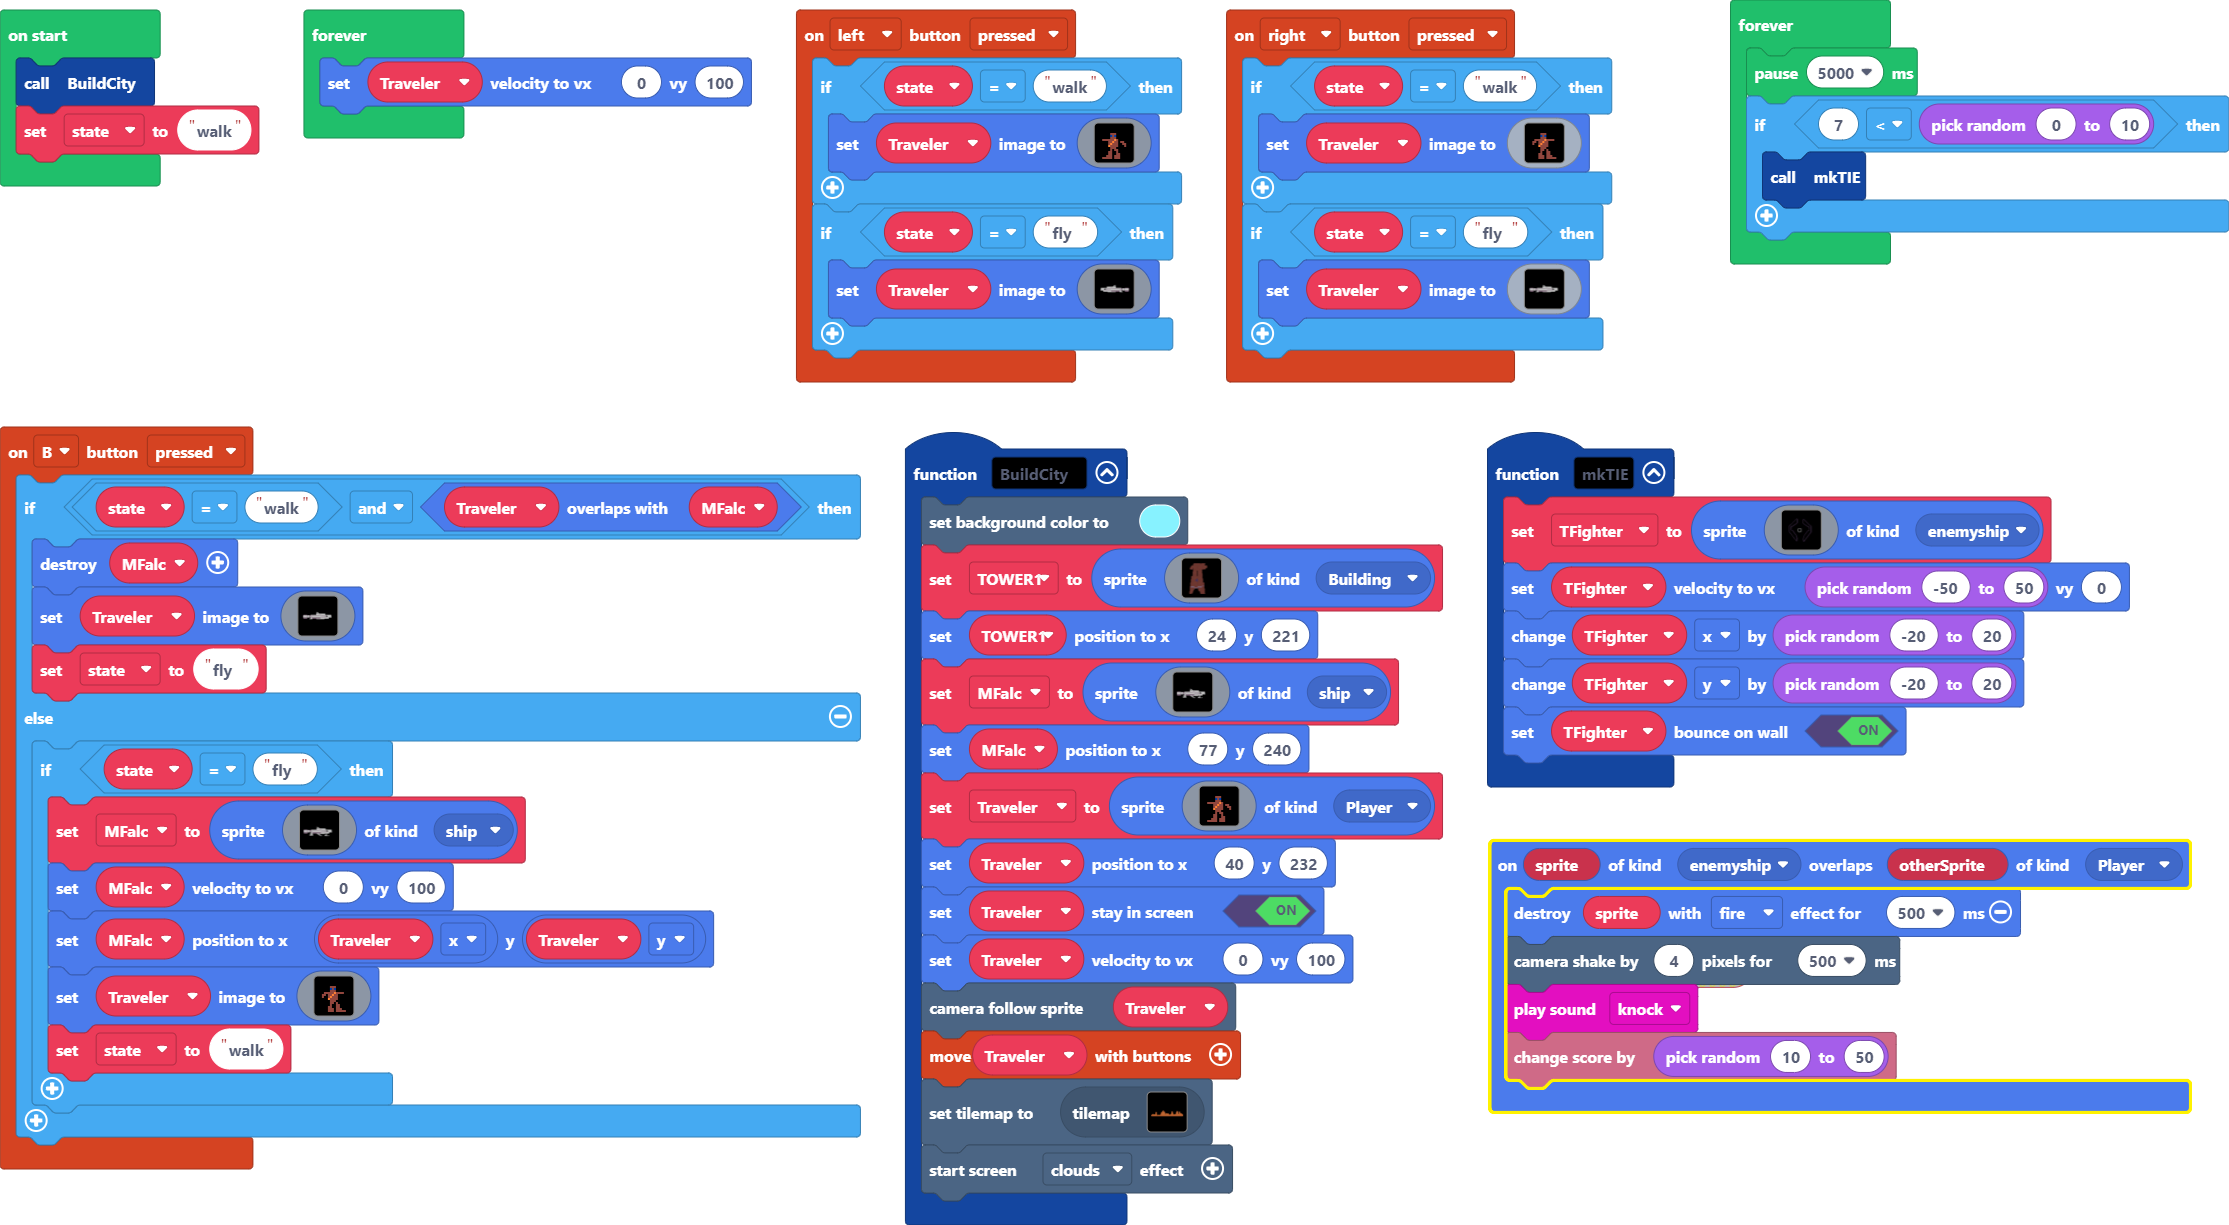 on start
call BuildCity
set state to "walk"
forever
set Traveler velocity to vx 0 vy 100
on left button pressed
if state = "walk" then
set Traveler image to
if state = "fly" then
set Traveler image to
on right button pressed
if state = "walk" then
set Traveler image to
if state = "fly" then
set Traveler image to
forever
pause 5000 ms
if 7 < pick random 0 to 10 then
call mkTIE
on B button pressed
if state = "walk" and Traveler overlaps with MFalc then
destroy MFalc
set Traveler image to
set state to "fly"
else
if state = "fly" then
set MFalc to sprite of kind ship
set MFalc velocity to vx 0 vy 100
set MFalc position to x Traveler x y Traveler y
set Traveler image to
set state to "walk"
function BuildCity
set background color to
set TOWER1 to sprite of kind Building
set TOWER1 position to x 24 y 221
set MFalc to sprite of kind ship
set MFalc position to x 77 y 240
set Traveler to sprite of kind Player
set Traveler position to x 40 y 232
set Traveler stay in screen ON
set Traveler velocity to vx 0 vy 100
camera follow sprite Traveler
move Traveler with buttons
set tilemap to tilemap
start screen clouds effect
function mkTIE
set TFighter to sprite of kind enemyship
set TFighter velocity to vx pick random -50 to 50 vy 0
change TFighter x by pick random -20 to 20
change TFighter y by pick random -20 to 20
set TFighter bounce on wall ON
on sprite of kind enemyship overlaps otherSprite of kind Player
destroy sprite with fire effect for 500 ms
camera shake by 4 pixels for 500 ms
play sound knock
change score by pick random 10 to 50